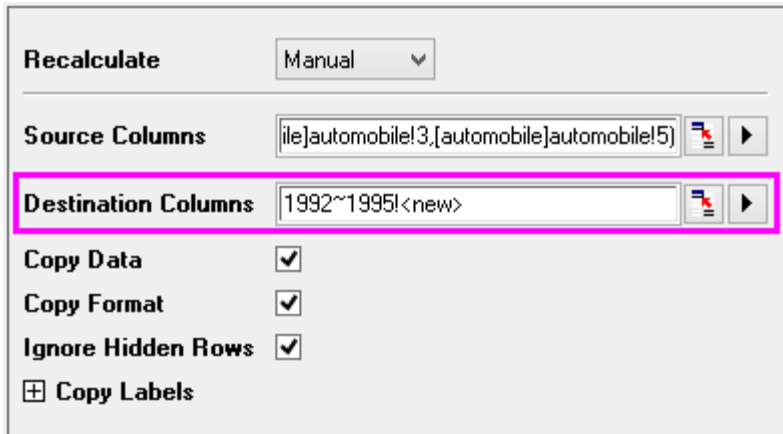 Recalculate Manual
Source Columns ile]automobile!3,[automobile]automobile!5)
Destination Columns 1992~1995!<new>
Copy Data
Copy Format
Ignore Hidden Rows
Copy Labels